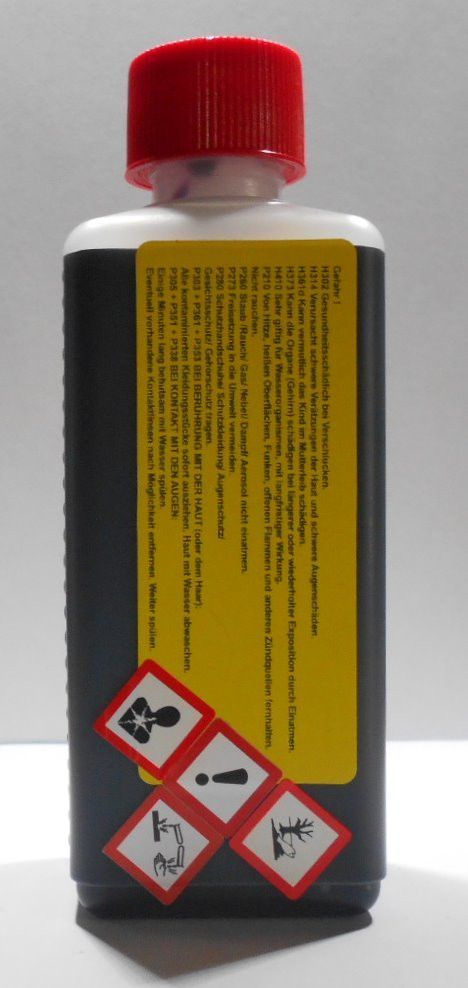 Gefahr !
H302 Gesundheitsschädlich bei Verschlucken.
H314 Verursacht schwere Verätzungen der Haut und schwere Augenschäden.
H361d Kann vermutlich das Kind im Mutterleib schädigen.
H373 Kann die Organe (Gehirn) schädigen bei längerer oder wiederholter Exposition durch Einatmen.
H410 Sehr giftig für Wasserorganismen, mit langfristiger Wirkung.
P210 Von Hitze, heißen Oberflächen, Funken, offenen Flammen und anderen Zündquellen fernhalten.
Nicht rauchen.
P260 Staub /Rauch/ Gas/ Nebel/ Dampf/ Aerosol nicht einatmen.
P273 Freisetzung in die Umwelt vermeiden.
P280 Schutzhandschuhe/ Schutzkleidung/ Augenschutz/
Gesichtsschutz/ Gehörschutz tragen.
P303 + P361 + P353 BEI BERÜHRUNG MIT DER HAUT (oder dem Haar):
Alle kontaminierten Kleidungsstücke sofort ausziehen. Haut mit Wasser abwaschen.
P305 + P351 + P338 BEI KONTAKT MIT DEN AUGEN:
Einige Minuten lang behutsam mit Wasser spülen.
Eventuell vorhandene Kontaktlinsen nach Möglichkeit entfernen. Weiter spülen.